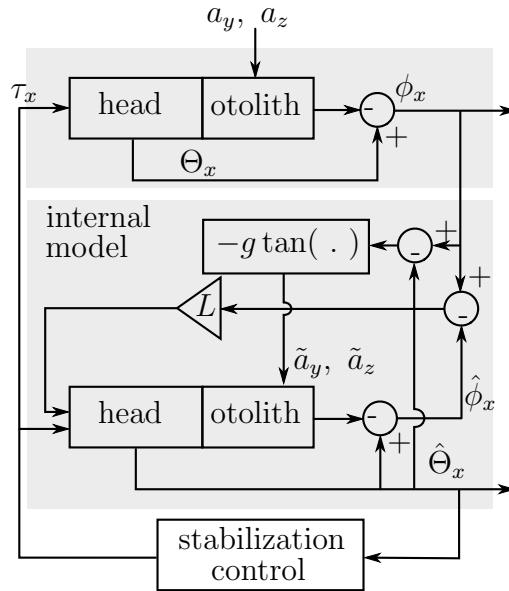 a_y, a_z
τ_x
head
otolith
-
ϕ_x
+
Θ_x
internal
model
−g tan( . )
-
+
+
L
-
ã_y, ã_z
head
otolith
-
ϕ̂_x
+
Θ̂_x
stabilization
control